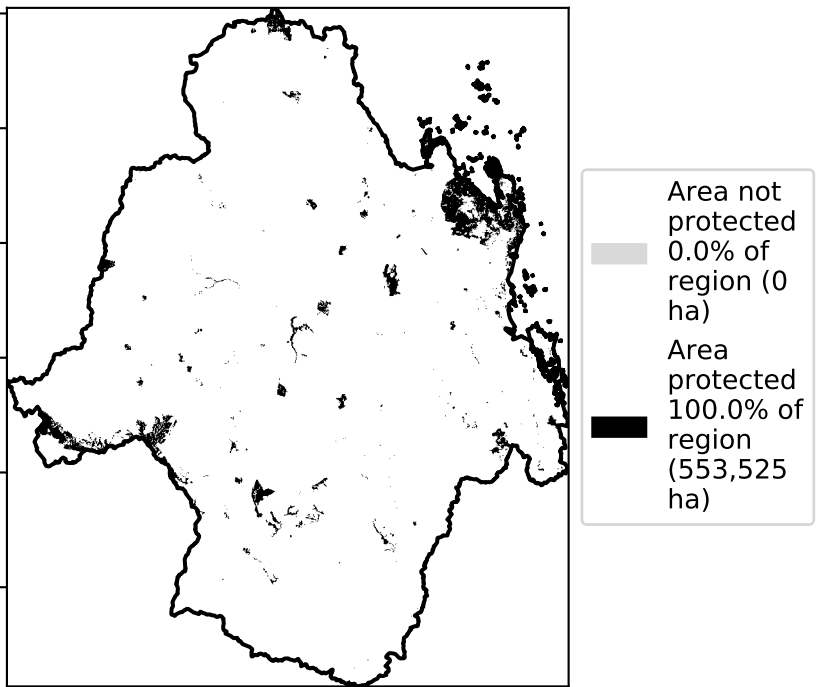 Area not
protected
0.0% of
region (0
ha)
Area
protected
100.0% of
region
(553,525
ha)